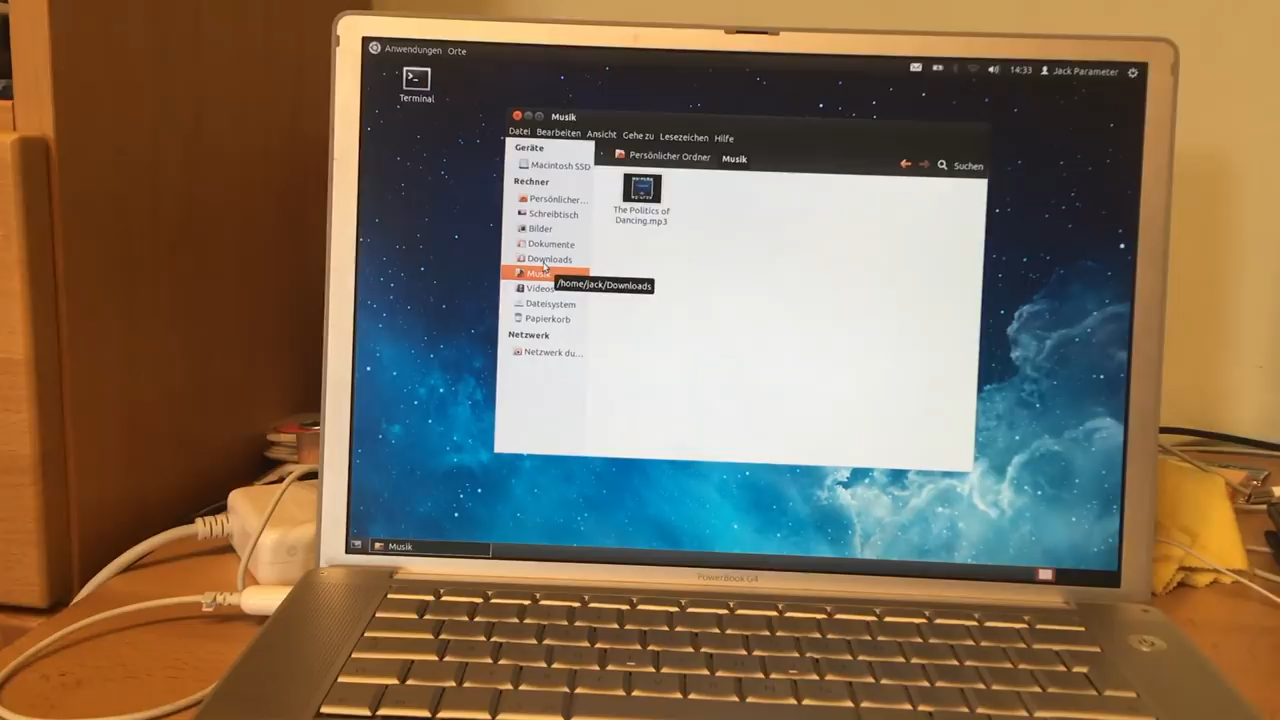 Anwendungen Orte
14:33 Jack Parameter
Terminal
Musik
Datei Bearbeiten Ansicht Gehe zu Lesezeichen Hilfe
Persönlicher Ordner Musik Suchen
Geräte
Macintosh SSD
Rechner
Persönlicher...
Schreibtisch
Bilder
Dokumente
Downloads
Musik
Videos
Dateisystem
Papierkorb
Netzwerk
Netzwerk du...
The Politics of
Dancing.mp3
/home/jack/Downloads
Musik
PowerBook G4